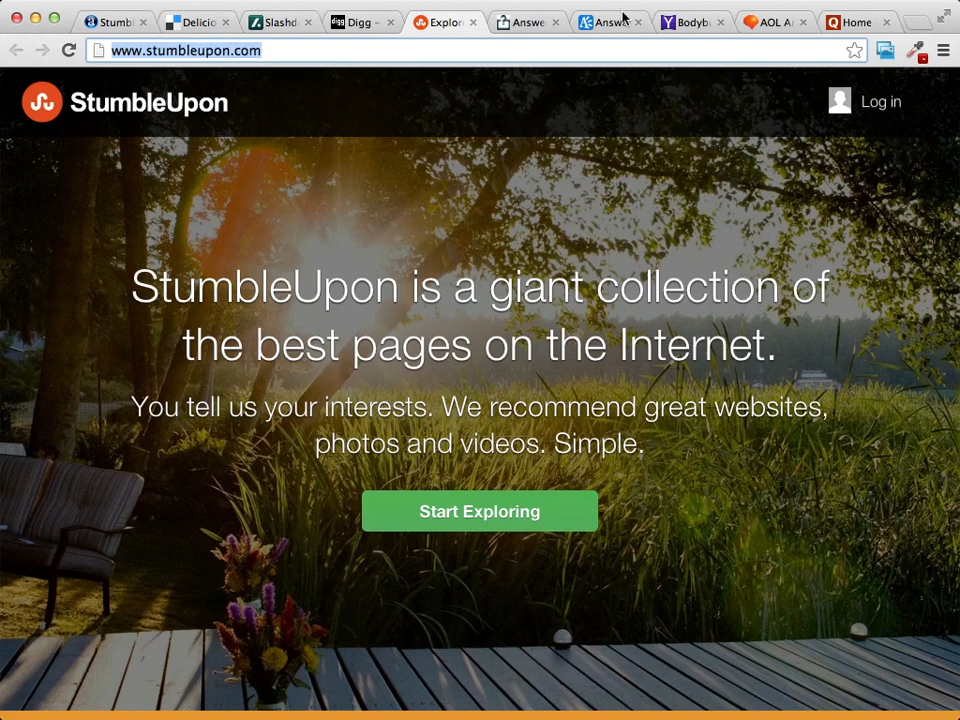 Stumbl
Delicio
Slashd
digg
Digg –
Explor
Answe
Answ
Bodybu
AOL A
Home
www.stumbleupon.com
StumbleUpon
Log in
StumbleUpon is a giant collection of
the best pages on the Internet.
You tell us your interests. We recommend great websites,
photos and videos. Simple.
Start Exploring